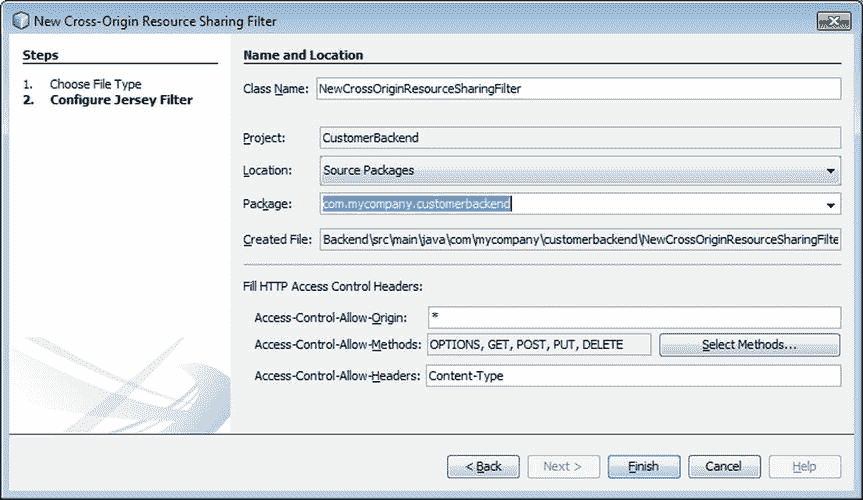 New Cross-Origin Resource Sharing Filter
Steps
1. Choose File Type
2. Configure Jersey Filter
Name and Location
Class Name: NewCrossOriginResourceSharingFilter
Project: CustomerBackend
Location: Source Packages
Package: com.mycompany.customerbackend
Created File: Backend\src\main\java\com\mycompany\customerbackend\NewCrossOriginResourceSharingFilte
Fill HTTP Access Control Headers:
Access-Control-Allow-Origin: *
Access-Control-Allow-Methods: OPTIONS, GET, POST, PUT, DELETE Select Methods...
Access-Control-Allow-Headers: Content-Type
< Back Next > Finish Cancel Help